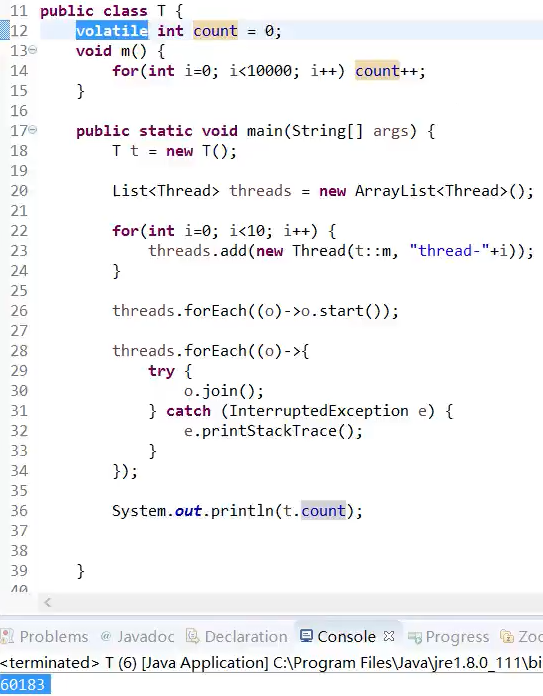 11 public class T {
12 volatile int count = 0;
13 void m() {
14 for(int i=0; i<10000; i++) count++;
15 }
16
17 public static void main(String[] args) {
18 T t = new T();
19
20 List<Thread> threads = new ArrayList<Thread>();
21
22 for(int i=0; i<10; i++) {
23 threads.add(new Thread(t::m, "thread-"+i));
24 }
25
26 threads.forEach((o)->o.start());
27
28 threads.forEach((o)->{
29 try {
30 o.join();
31 } catch (InterruptedException e) {
32 e.printStackTrace();
33 }
34 });
35
36 System.out.println(t.count);
37
38
39 }
40
Problems @ Javadoc Declaration Console Progress Zoo
<terminated> T (6) [Java Application] C:\Program Files\Java\jre1.8.0_111\bi
60183